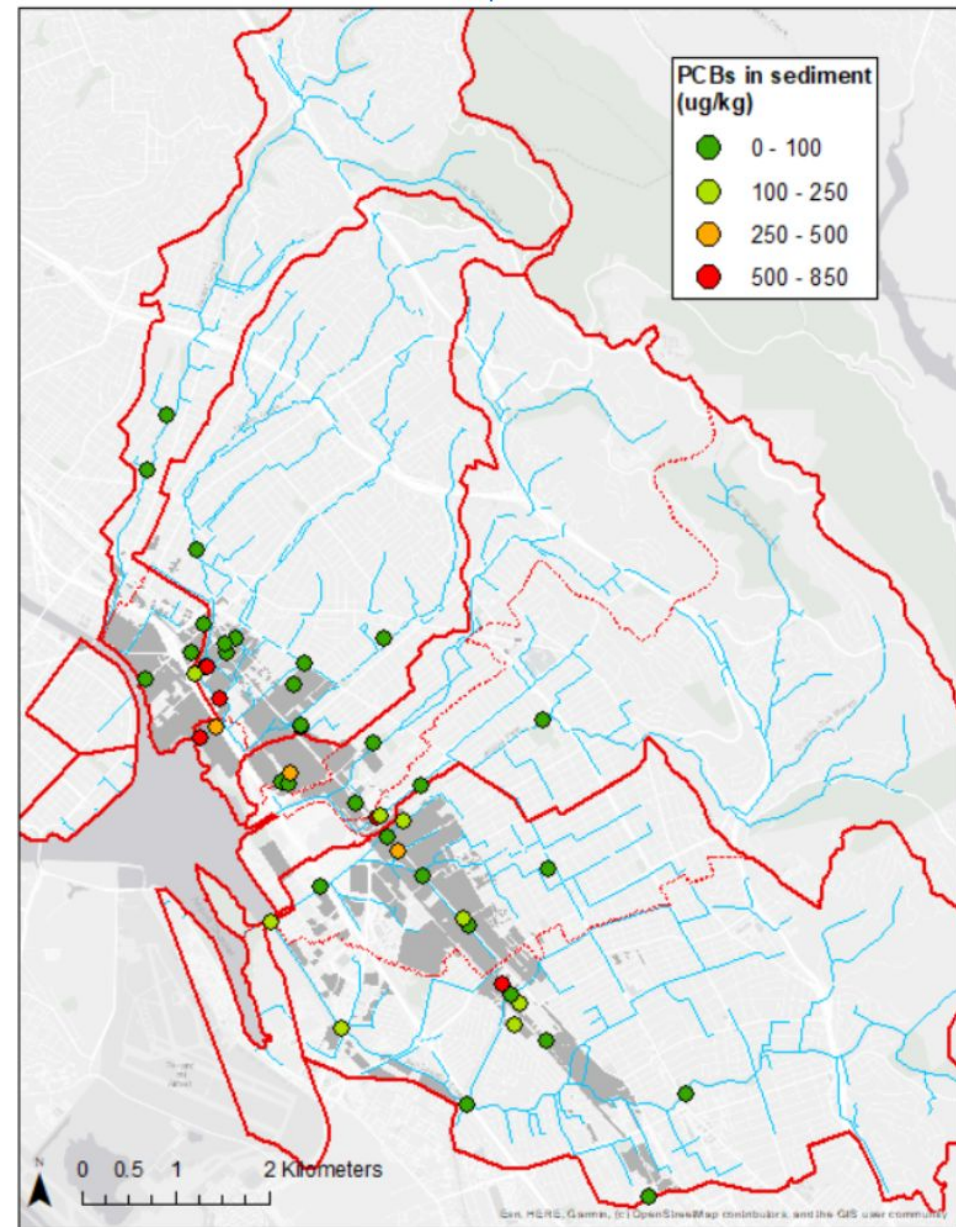 PCBs in sediment
(ug/kg)
0 - 100
100 - 250
250 - 500
500 - 850
N
0 0.5 1 2 Kilometers
Esri, HERE, Garmin, (c) OpenStreetMap contributors, and the GIS user community